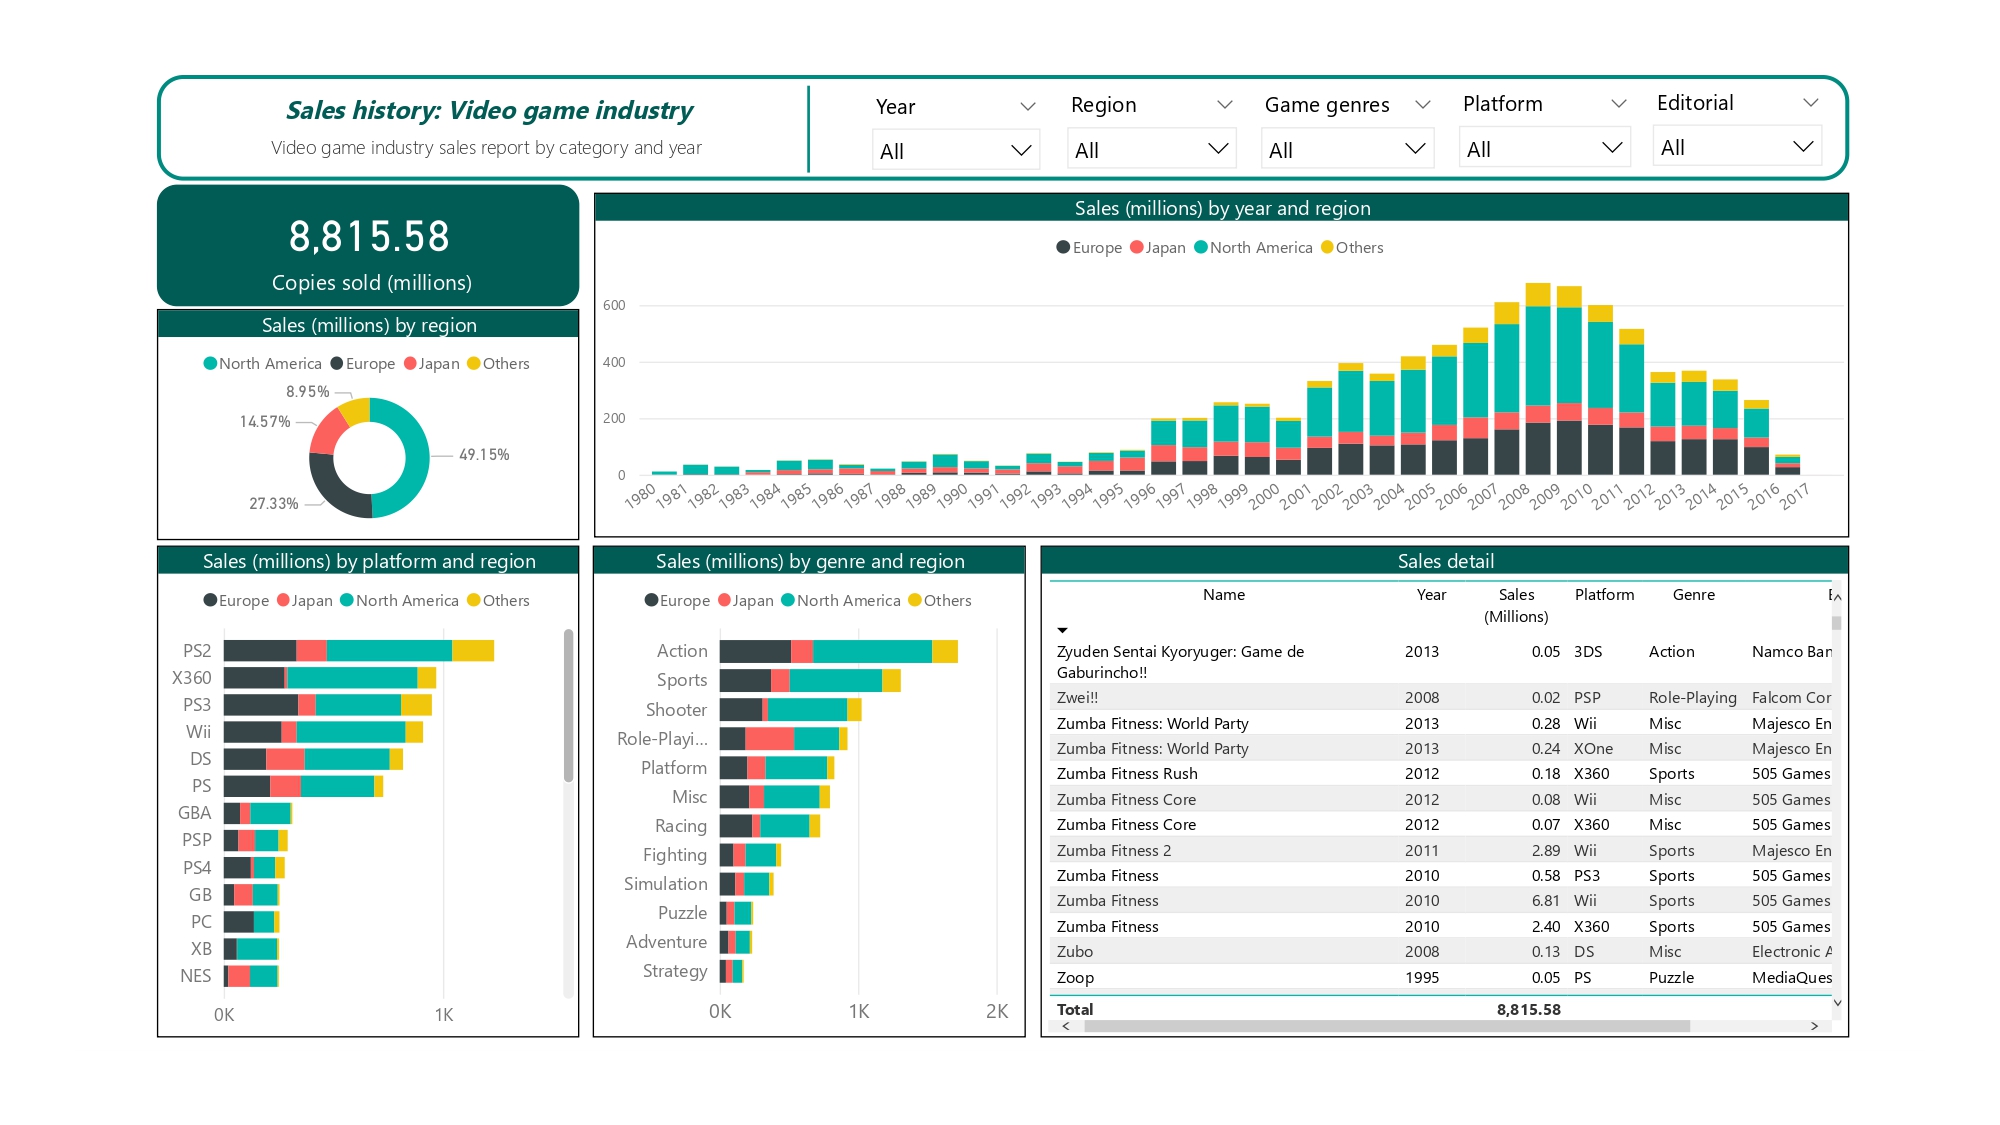 Sales history: Video game industry
Video game industry sales report by category and year
Year
Region
Game genres
Platform
Editorial
All
All
All
All
All
8,815.58
Copies sold (millions)
Sales (millions) by region
North America Europe Japan Others
8.95%
14.57%
49.15%
27.33%
Sales (millions) by year and region
Europe Japan North America Others
600
400
200
0
1980 1981 1982 1983 1984 1985 1986 1987 1988 1989 1990 1991 1992 1993 1994 1995 1996 1997 1998 1999 2000 2001 2002 2003 2004 2005 2006 2007 2008 2009 2010 2011 2012 2013 2014 2015 2016 2017
Sales (millions) by platform and region
Europe Japan North America Others
PS2
X360
PS3
Wii
DS
PS
GBA
PSP
PS4
GB
PC
XB
NES
0K 1K
Sales (millions) by genre and region
Europe Japan North America Others
Action
Sports
Shooter
Role-Playi...
Platform
Misc
Racing
Fighting
Simulation
Puzzle
Adventure
Strategy
0K 1K 2K
Sales detail
Name Year Sales Platform Genre
(Millions)
Zyuden Sentai Kyoryuger: Game de 2013 0.05 3DS Action Namco Ban
Gaburincho!!
Zwei!! 2008 0.02 PSP Role-Playing Falcom Cor
Zumba Fitness: World Party 2013 0.28 Wii Misc Majesco En
Zumba Fitness: World Party 2013 0.24 XOne Misc Majesco En
Zumba Fitness Rush 2012 0.18 X360 Sports 505 Games
Zumba Fitness Core 2012 0.08 Wii Misc 505 Games
Zumba Fitness Core 2012 0.07 X360 Misc 505 Games
Zumba Fitness 2 2011 2.89 Wii Sports Majesco En
Zumba Fitness 2010 0.58 PS3 Sports 505 Games
Zumba Fitness 2010 6.81 Wii Sports 505 Games
Zumba Fitness 2010 2.40 X360 Sports 505 Games
Zubo 2008 0.13 DS Misc Electronic A
Zoop 1995 0.05 PS Puzzle MediaQues
Total 8,815.58